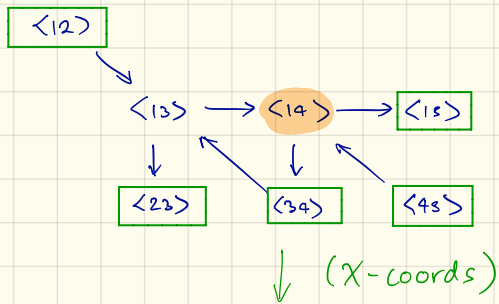 <12>
<13> → <14> → <15>
<23> <34> <45>
(X-coords)